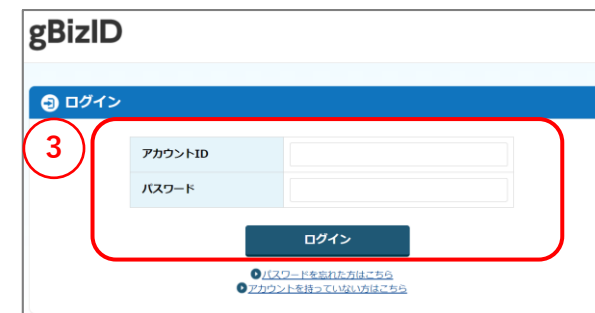 gBizID
ログイン
3
アカウントID
パスワード
ログイン
パスワードを忘れた方はこちら
アカウントを持っていない方はこちら